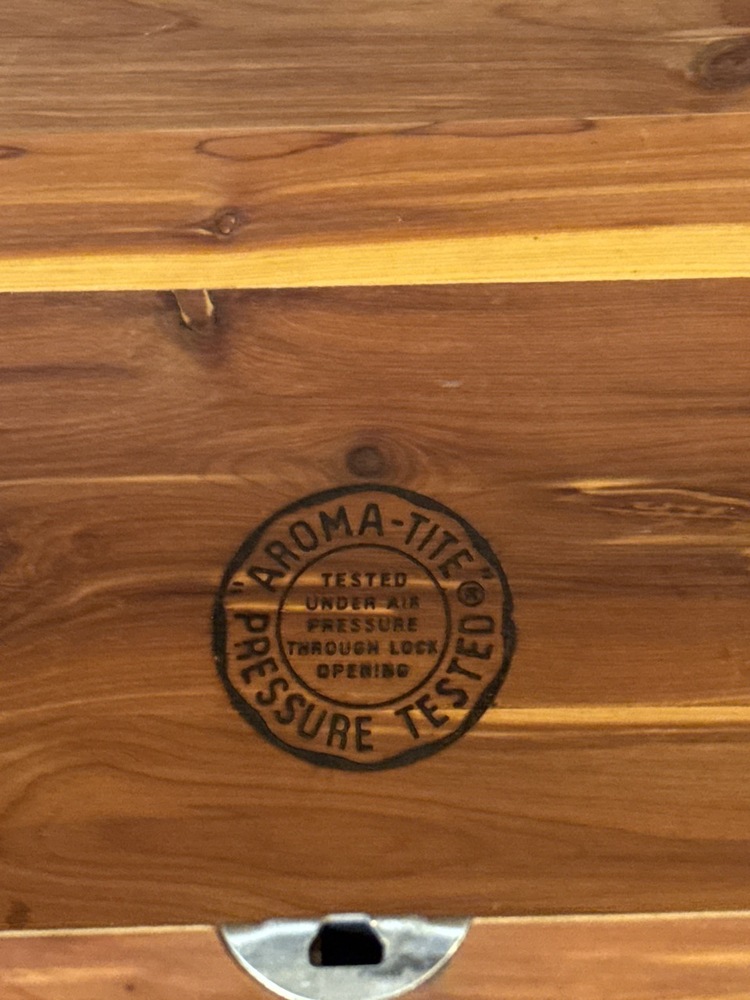 "AROMA-TITE"®
TESTED
UNDER AIR
PRESSURE
THROUGH LOCK
OPENING
PRESSURE TESTED